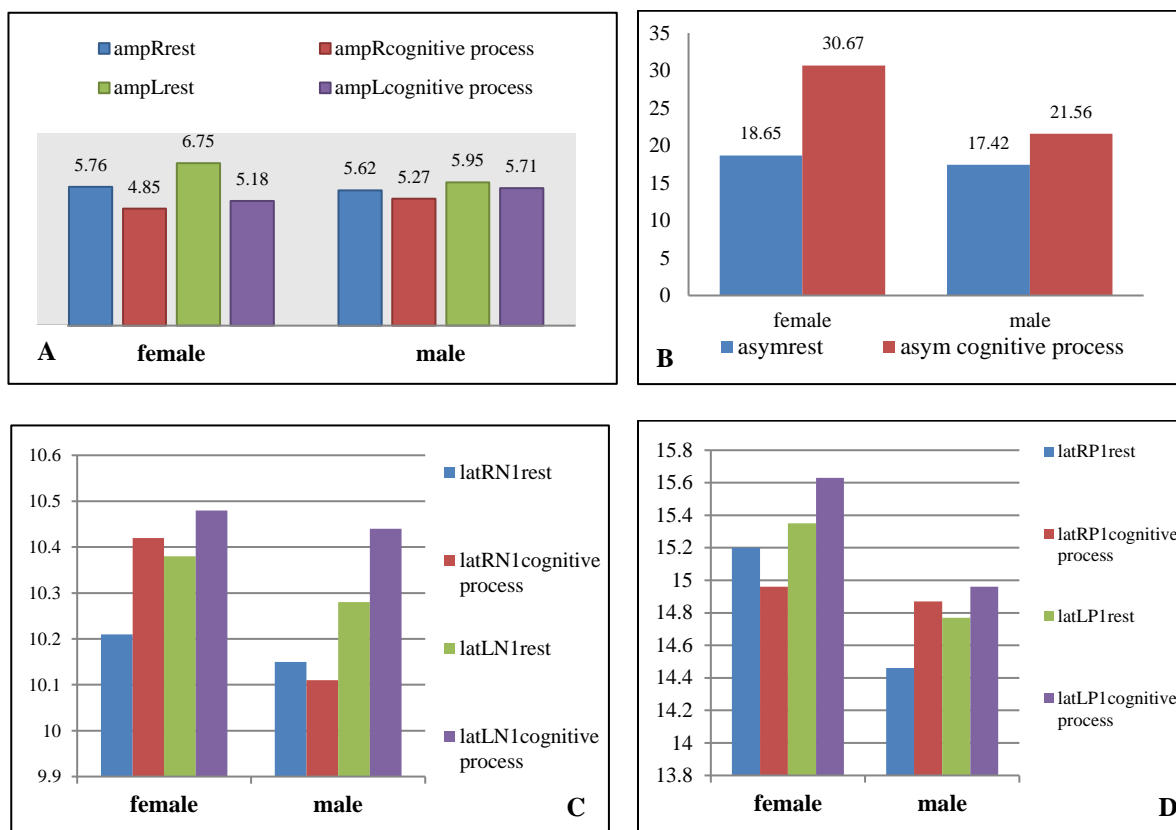 ampRrest ampRcognitive process
ampLrest ampLcognitive process
5.76 4.85 6.75 5.18 5.62 5.27 5.95 5.71
A female male
35
30
25
20
15
10
5
0
18.65 30.67 17.42 21.56
female male
B asymrest asym cognitive process
10.6
10.5
10.4
10.3
10.2
10.1
10
9.9
female male
latRN1rest
latRN1cognitive
process
latLN1rest
latLN1cognitive
process
C
15.8
15.6
15.4
15.2
15
14.8
14.6
14.4
14.2
14
13.8
female male
latRP1rest
latRP1cognitive
process
latLP1rest
latLP1cognitive
process
D